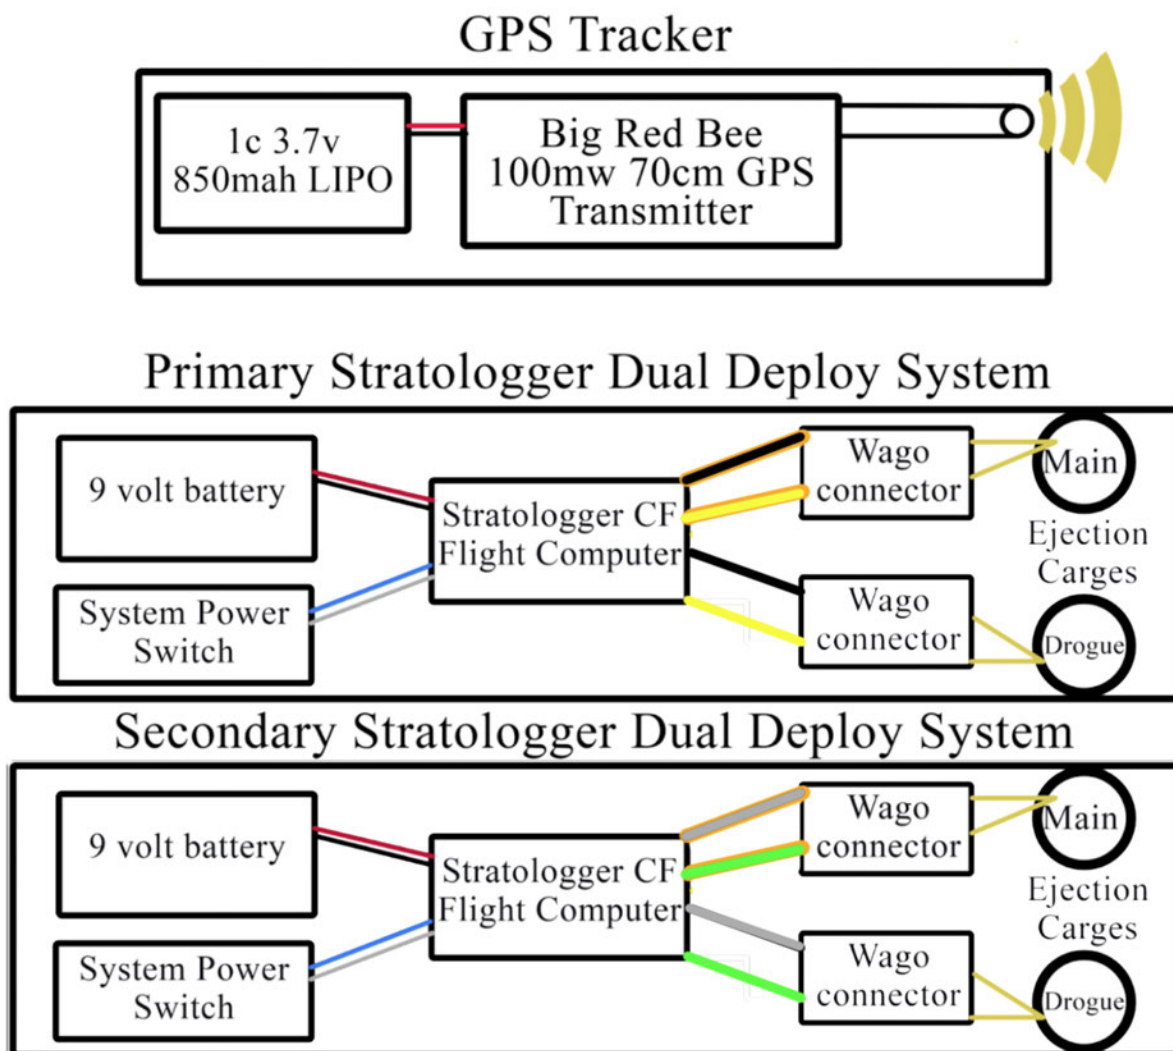 GPS Tracker
1c 3.7v
850mah LIPO
Big Red Bee
100mw 70cm GPS
Transmitter
Primary Stratologger Dual Deploy System
9 volt battery
System Power
Switch
Stratologger CF
Flight Computer
Wago
connector
Wago
connector
Main
Ejection
Carges
Drogue
Secondary Stratologger Dual Deploy System
9 volt battery
System Power
Switch
Stratologger CF
Flight Computer
Wago
connector
Wago
connector
Main
Ejection
Carges
Drogue